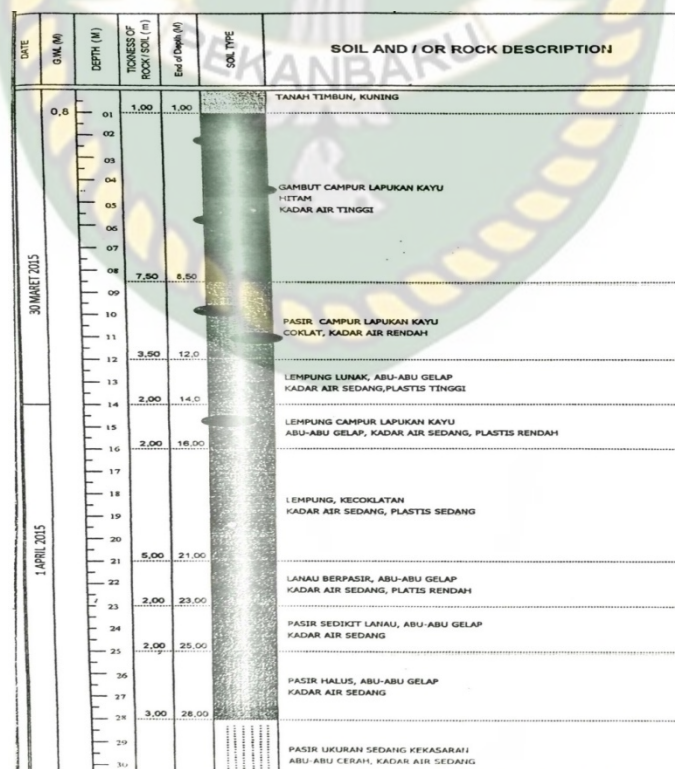 PEKANBARU
DATE
G.W.L (M)
DEPTH ( M )
TICKNESS OF
ROCK / SOIL ( m )
End of Depth (M)
SOIL TYPE
SOIL AND / OR ROCK DESCRIPTION
TANAH TIMBUN, KUNING
0,8
1,00 1,00
01
02
03
04
GAMBUT CAMPUR LAPUKAN KAYU
HITAM
05
KADAR AIR TINGGI
06
07
08
7,50 8,50
30 MARET 2015
09
10
PASIR CAMPUR LAPUKAN KAYU
11
COKLAT, KADAR AIR RENDAH
12
3,50 12,0
LEMPUNG LUNAK, ABU-ABU GELAP
13
KADAR AIR SEDANG,PLASTIS TINGGI
14
2,00 14,0
LEMPUNG CAMPUR LAPUKAN KAYU
15
ABU-ABU GELAP, KADAR AIR SEDANG, PLASTIS RENDAH
16
2,00 16,00
17
18
LEMPUNG, KECOKLATAN
19
KADAR AIR SEDANG, PLASTIS SEDANG
20
1 APRIL 2015
21
5,00 21,00
22
LANAU BERPASIR, ABU-ABU GELAP
KADAR AIR SEDANG, PLATIS RENDAH
23
2,00 23,00
24
PASIR SEDIKIT LANAU, ABU-ABU GELAP
KADAR AIR SEDANG
25
2,00 25,00
26
PASIR HALUS, ABU-ABU GELAP
27
KADAR AIR SEDANG
28
3,00 28,00
29
PASIR UKURAN SEDANG KEKASARAN
30
ABU-ABU CERAH, KADAR AIR SEDANG